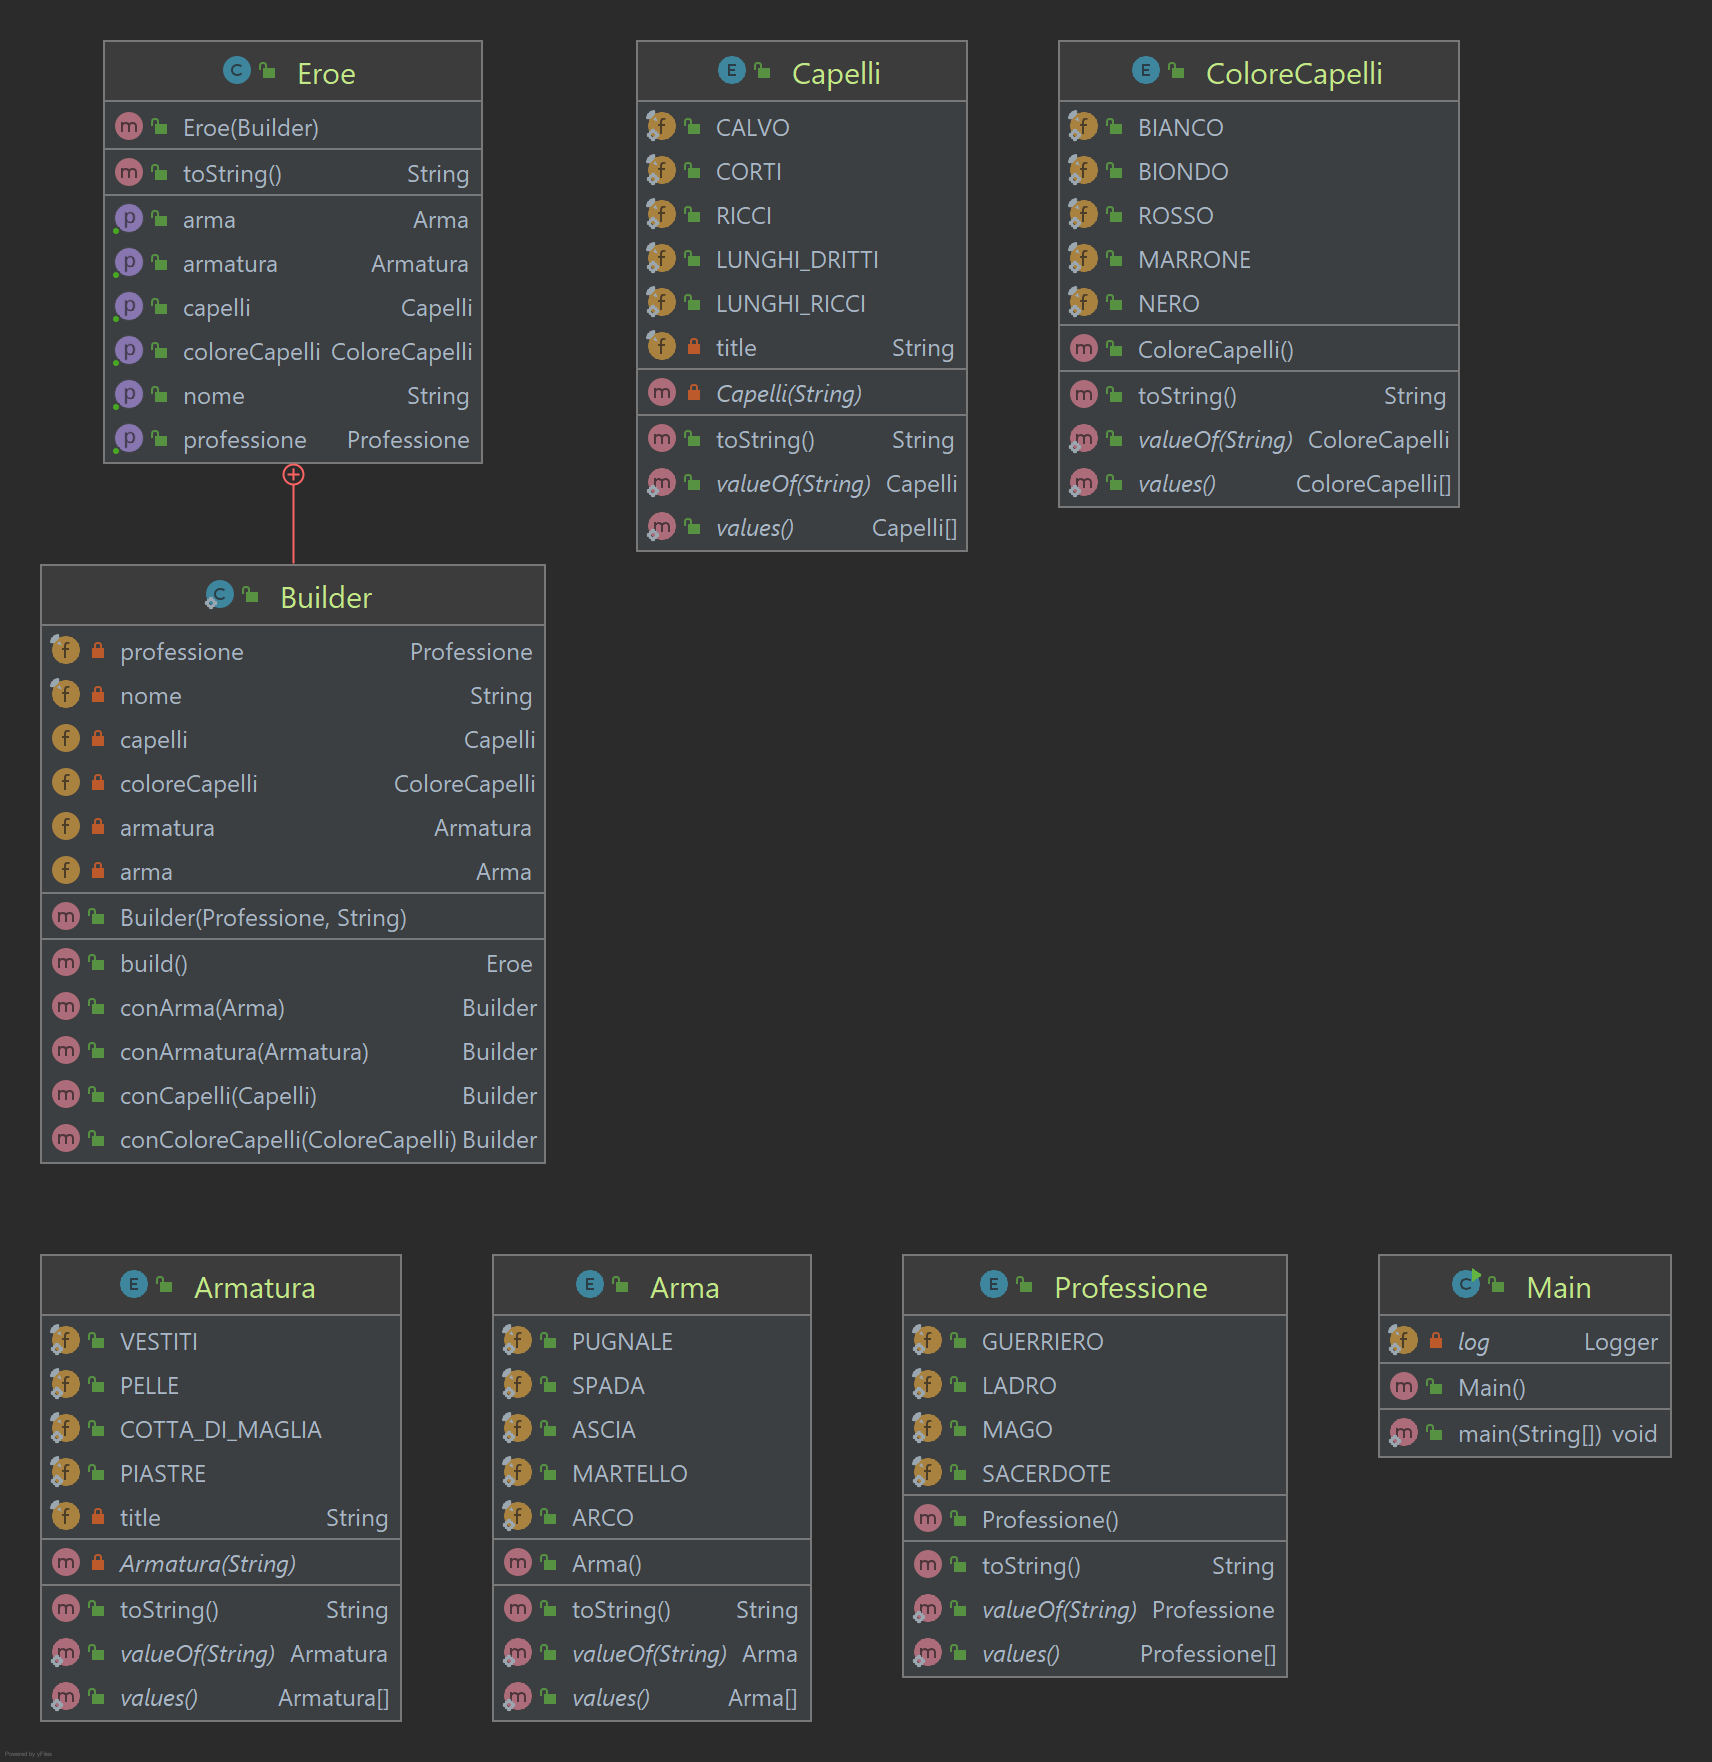 Eroe
Eroe(Builder)
toString() String
arma Arma
armatura Armatura
capelli Capelli
coloreCapelli ColoreCapelli
nome String
professione Professione
Capelli
CALVO
CORTI
RICCI
LUNGHI_DRITTI
LUNGHI_RICCI
title String
Capelli(String)
toString() String
valueOf(String) Capelli
values() Capelli[]
ColoreCapelli
BIANCO
BIONDO
ROSSO
MARRONE
NERO
ColoreCapelli()
toString() String
valueOf(String) ColoreCapelli
values() ColoreCapelli[]
Builder
professione Professione
nome String
capelli Capelli
coloreCapelli ColoreCapelli
armatura Armatura
arma Arma
Builder(Professione, String)
build() Eroe
conArma(Arma) Builder
conArmatura(Armatura) Builder
conCapelli(Capelli) Builder
conColoreCapelli(ColoreCapelli) Builder
Armatura
VESTITI
PELLE
COTTA_DI_MAGLIA
PIASTRE
title String
Armatura(String)
toString() String
valueOf(String) Armatura
values() Armatura[]
Arma
PUGNALE
SPADA
ASCIA
MARTELLO
ARCO
Arma()
toString() String
valueOf(String) Arma
values() Arma[]
Professione
GUERRIERO
LADRO
MAGO
SACERDOTE
Professione()
toString() String
valueOf(String) Professione
values() Professione[]
Main
log Logger
Main()
main(String[]) void
Powered by yFiles